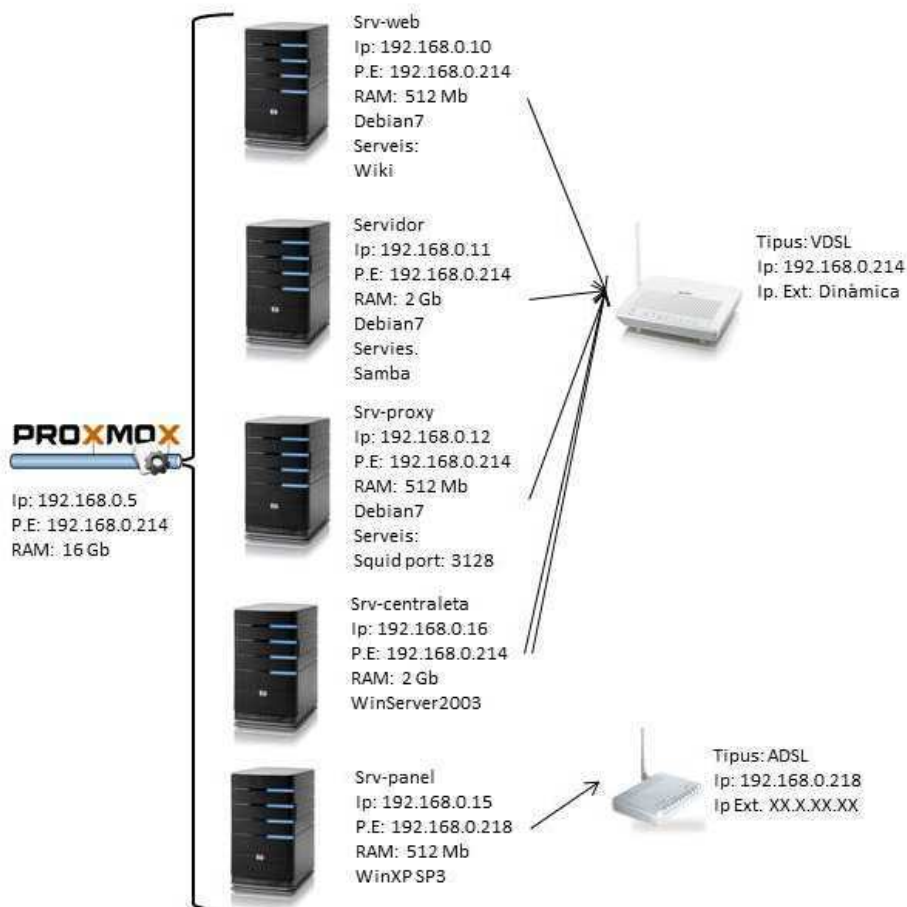 Srv-web
Ip: 192.168.0.10
P.E: 192.168.0.214
RAM: 512 Mb
Debian7
Serveis:
Wiki
Servidor
Ip: 192.168.0.11
P.E: 192.168.0.214
RAM: 2 Gb
Debian7
Servies.
Samba
Tipus: VDSL
Ip: 192.168.0.214
Ip. Ext: Dinàmica
PROXMOX
Ip: 192.168.0.5
P.E: 192.168.0.214
RAM: 16 Gb
Srv-proxy
Ip: 192.168.0.12
P.E: 192.168.0.214
RAM: 512 Mb
Debian7
Serveis:
Squid port: 3128
Srv-centraleta
Ip: 192.168.0.16
P.E: 192.168.0.214
RAM: 2 Gb
WinServer2003
Srv-panel
Ip: 192.168.0.15
P.E: 192.168.0.218
RAM: 512 Mb
WinXP SP3
Tipus: ADSL
Ip: 192.168.0.218
Ip Ext. XX.X.XX.XX